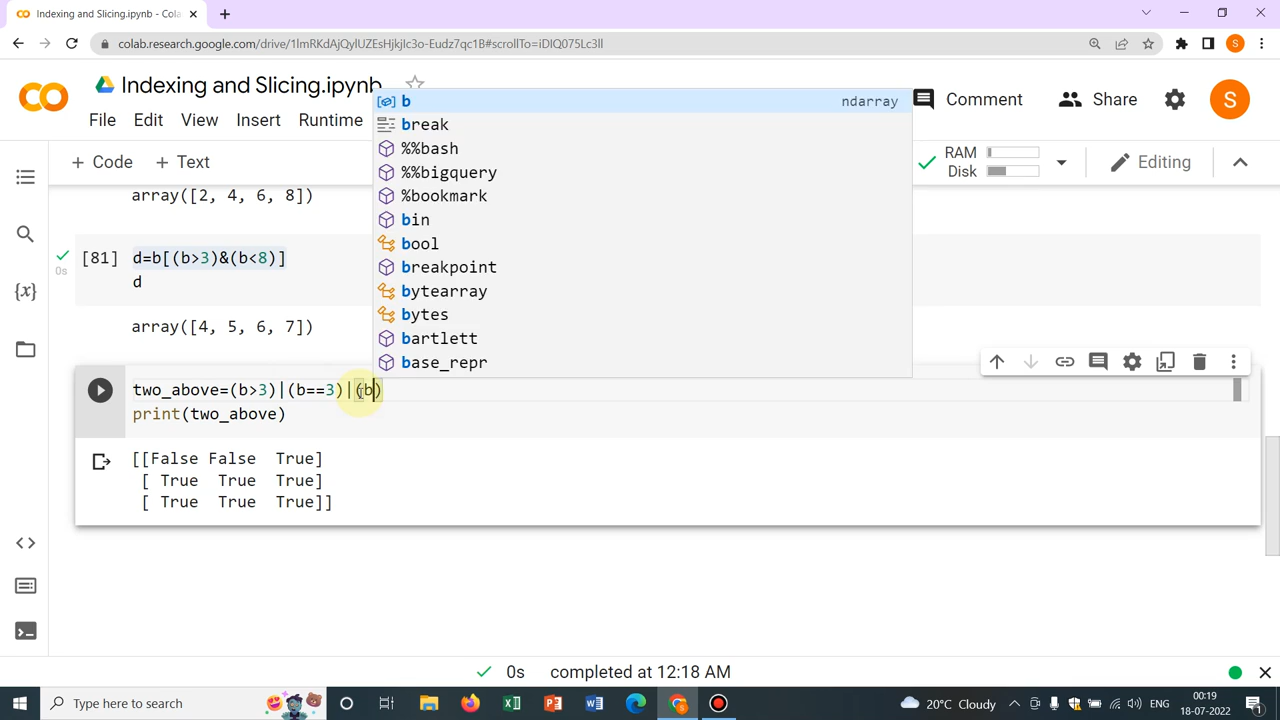 Indexing and Slicing.ipynb - Cola
colab.research.google.com/drive/1lmRKdAjQylUZEsHjkjIc3o-Eudz7qc1B#scrollTo=iDIQ075Lc3lI
S
Indexing and Slicing.ipynb
File Edit View Insert Runtime
Comment
Share
S
+ Code + Text
RAM
Disk
Editing
array([2, 4, 6, 8])
[81] d=b[(b>3)&(b<8)]
0s
d
array([4, 5, 6, 7])
b ndarray
break
%%bash
%%bigquery
%bookmark
bin
bool
breakpoint
bytearray
bytes
bartlett
base_repr
two_above=(b>3)|(b==3)|(b)
print(two_above)
[[False False  True]
[ True  True  True]
[ True  True  True]]
{x}
0s completed at 12:18 AM
Type here to search
20°C Cloudy
ENG
00:19
18-07-2022
1